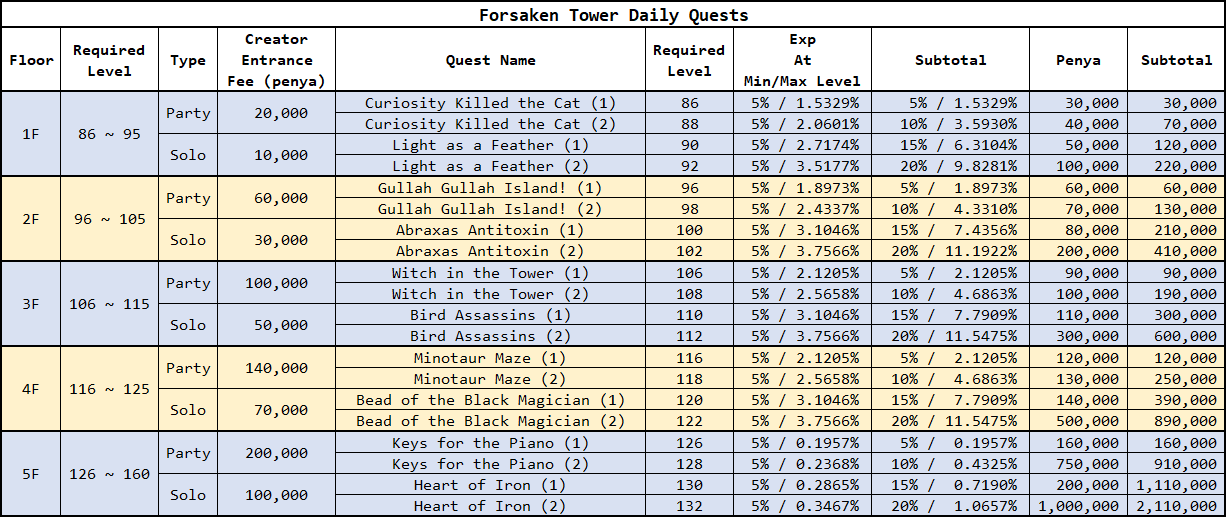 Forsaken Tower Daily Quests
Floor Required Level Type Creator Entrance Fee (penya) Quest Name Required Level Exp At Min/Max Level Subtotal Penya Subtotal
1F 86 ~ 95 Party 20,000 Curiosity Killed the Cat (1) 86 5% / 1.5329% 5% / 1.5329% 30,000 30,000
Curiosity Killed the Cat (2) 88 5% / 2.0601% 10% / 3.5930% 40,000 70,000
Solo 10,000 Light as a Feather (1) 90 5% / 2.7174% 15% / 6.3104% 50,000 120,000
Light as a Feather (2) 92 5% / 3.5177% 20% / 9.8281% 100,000 220,000
2F 96 ~ 105 Party 60,000 Gullah Gullah Island! (1) 96 5% / 1.8973% 5% / 1.8973% 60,000 60,000
Gullah Gullah Island! (2) 98 5% / 2.4337% 10% / 4.3310% 70,000 130,000
Solo 30,000 Abraxas Antitoxin (1) 100 5% / 3.1046% 15% / 7.4356% 80,000 210,000
Abraxas Antitoxin (2) 102 5% / 3.7566% 20% / 11.1922% 200,000 410,000
3F 106 ~ 115 Party 100,000 Witch in the Tower (1) 106 5% / 2.1205% 5% / 2.1205% 90,000 90,000
Witch in the Tower (2) 108 5% / 2.5658% 10% / 4.6863% 100,000 190,000
Solo 50,000 Bird Assassins (1) 110 5% / 3.1046% 15% / 7.7909% 110,000 300,000
Bird Assassins (2) 112 5% / 3.7566% 20% / 11.5475% 300,000 600,000
4F 116 ~ 125 Party 140,000 Minotaur Maze (1) 116 5% / 2.1205% 5% / 2.1205% 120,000 120,000
Minotaur Maze (2) 118 5% / 2.5658% 10% / 4.6863% 130,000 250,000
Solo 70,000 Bead of the Black Magician (1) 120 5% / 3.1046% 15% / 7.7909% 140,000 390,000
Bead of the Black Magician (2) 122 5% / 3.7566% 20% / 11.5475% 500,000 890,000
5F 126 ~ 160 Party 200,000 Keys for the Piano (1) 126 5% / 0.1957% 5% / 0.1957% 160,000 160,000
Keys for the Piano (2) 128 5% / 0.2368% 10% / 0.4325% 750,000 910,000
Solo 100,000 Heart of Iron (1) 130 5% / 0.2865% 15% / 0.7190% 200,000 1,110,000
Heart of Iron (2) 132 5% / 0.3467% 20% / 1.0657% 1,000,000 2,110,000